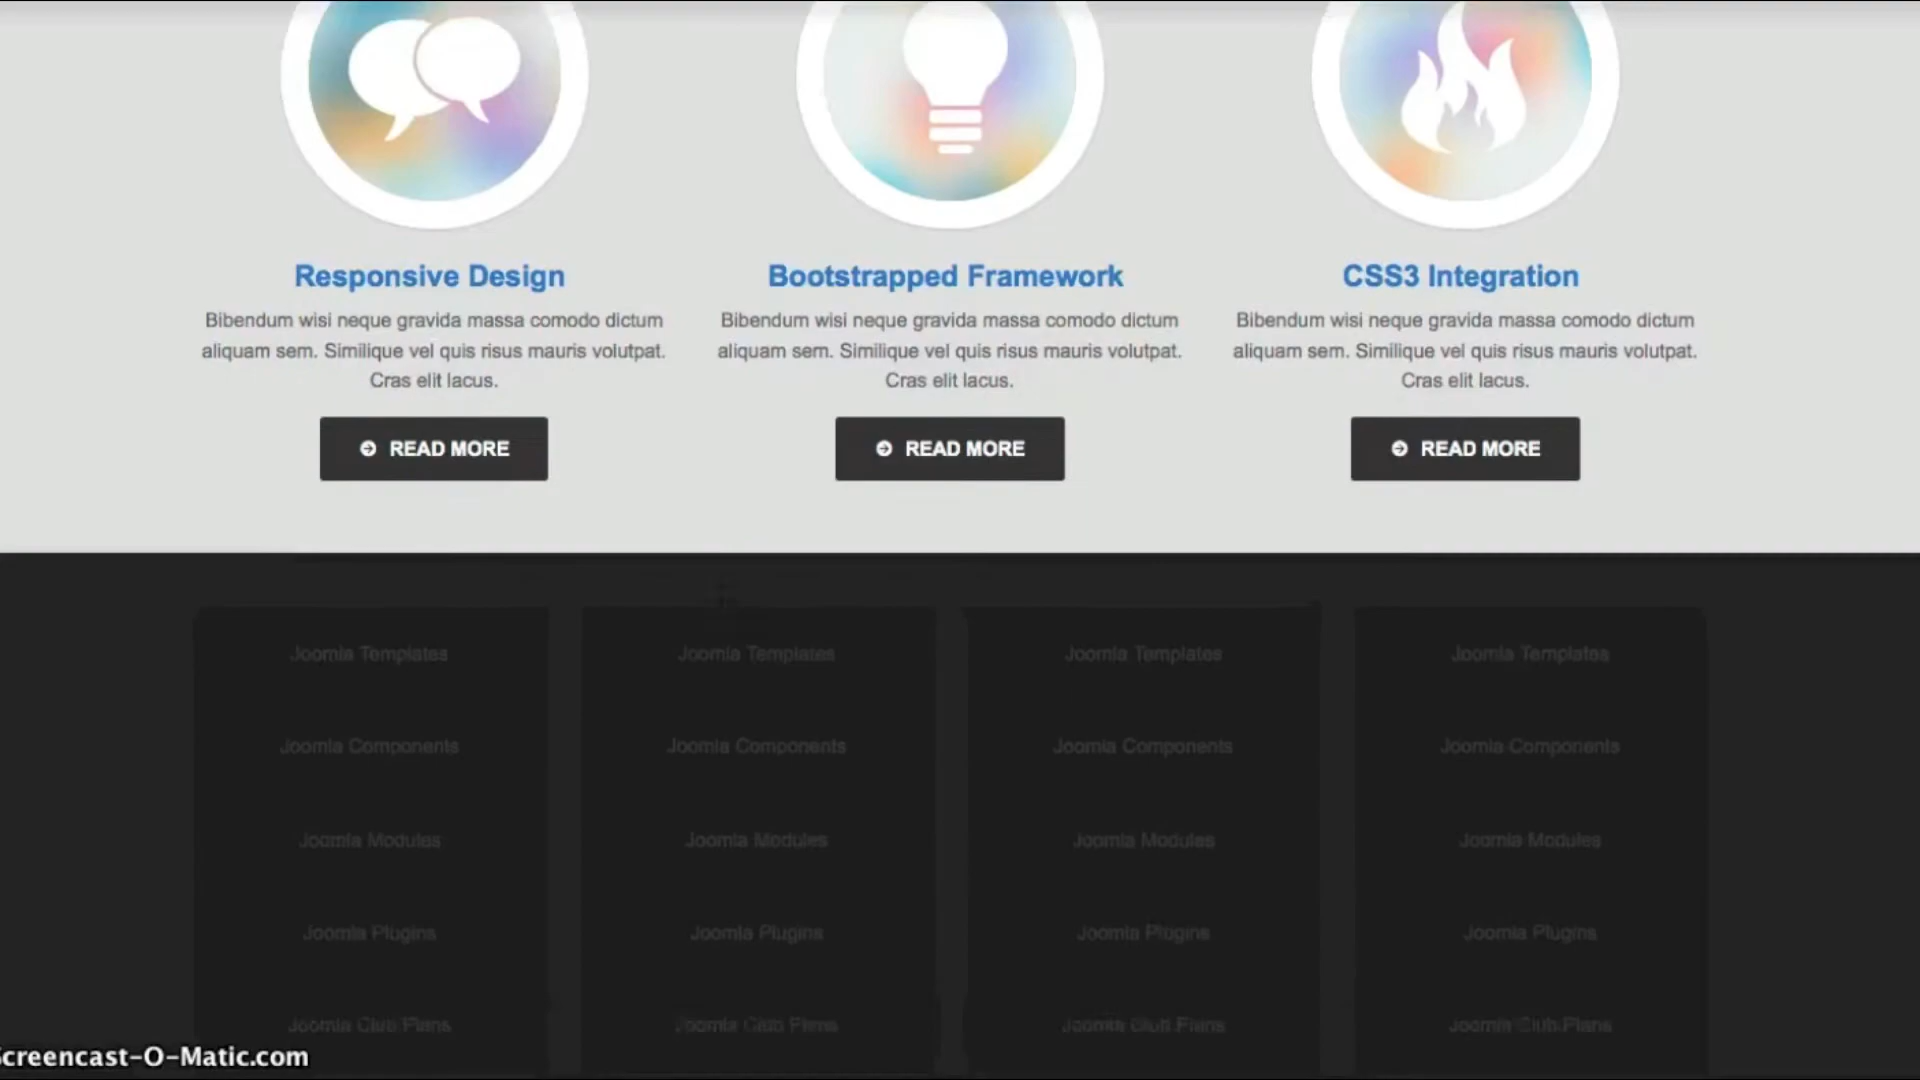 Responsive Design
Bibendum wisi neque gravida massa comodo dictum
aliquam sem. Similique vel quis risus mauris volutpat.
Cras elit lacus.
READ MORE
Bootstrapped Framework
Bibendum wisi neque gravida massa comodo dictum
aliquam sem. Similique vel quis risus mauris volutpat.
Cras elit lacus.
READ MORE
CSS3 Integration
Bibendum wisi neque gravida massa comodo dictum
aliquam sem. Similique vel quis risus mauris volutpat.
Cras elit lacus.
READ MORE
Joomla Templates
Joomla Components
Joomla Modules
Joomla Plugins
Joomla Club Plans
Joomla Templates
Joomla Components
Joomla Modules
Joomla Plugins
Joomla Club Plans
Joomla Templates
Joomla Components
Joomla Modules
Joomla Plugins
Joomla Club Plans
Joomla Templates
Joomla Components
Joomla Modules
Joomla Plugins
Joomla Club Plans
creencast-O-Matic.com